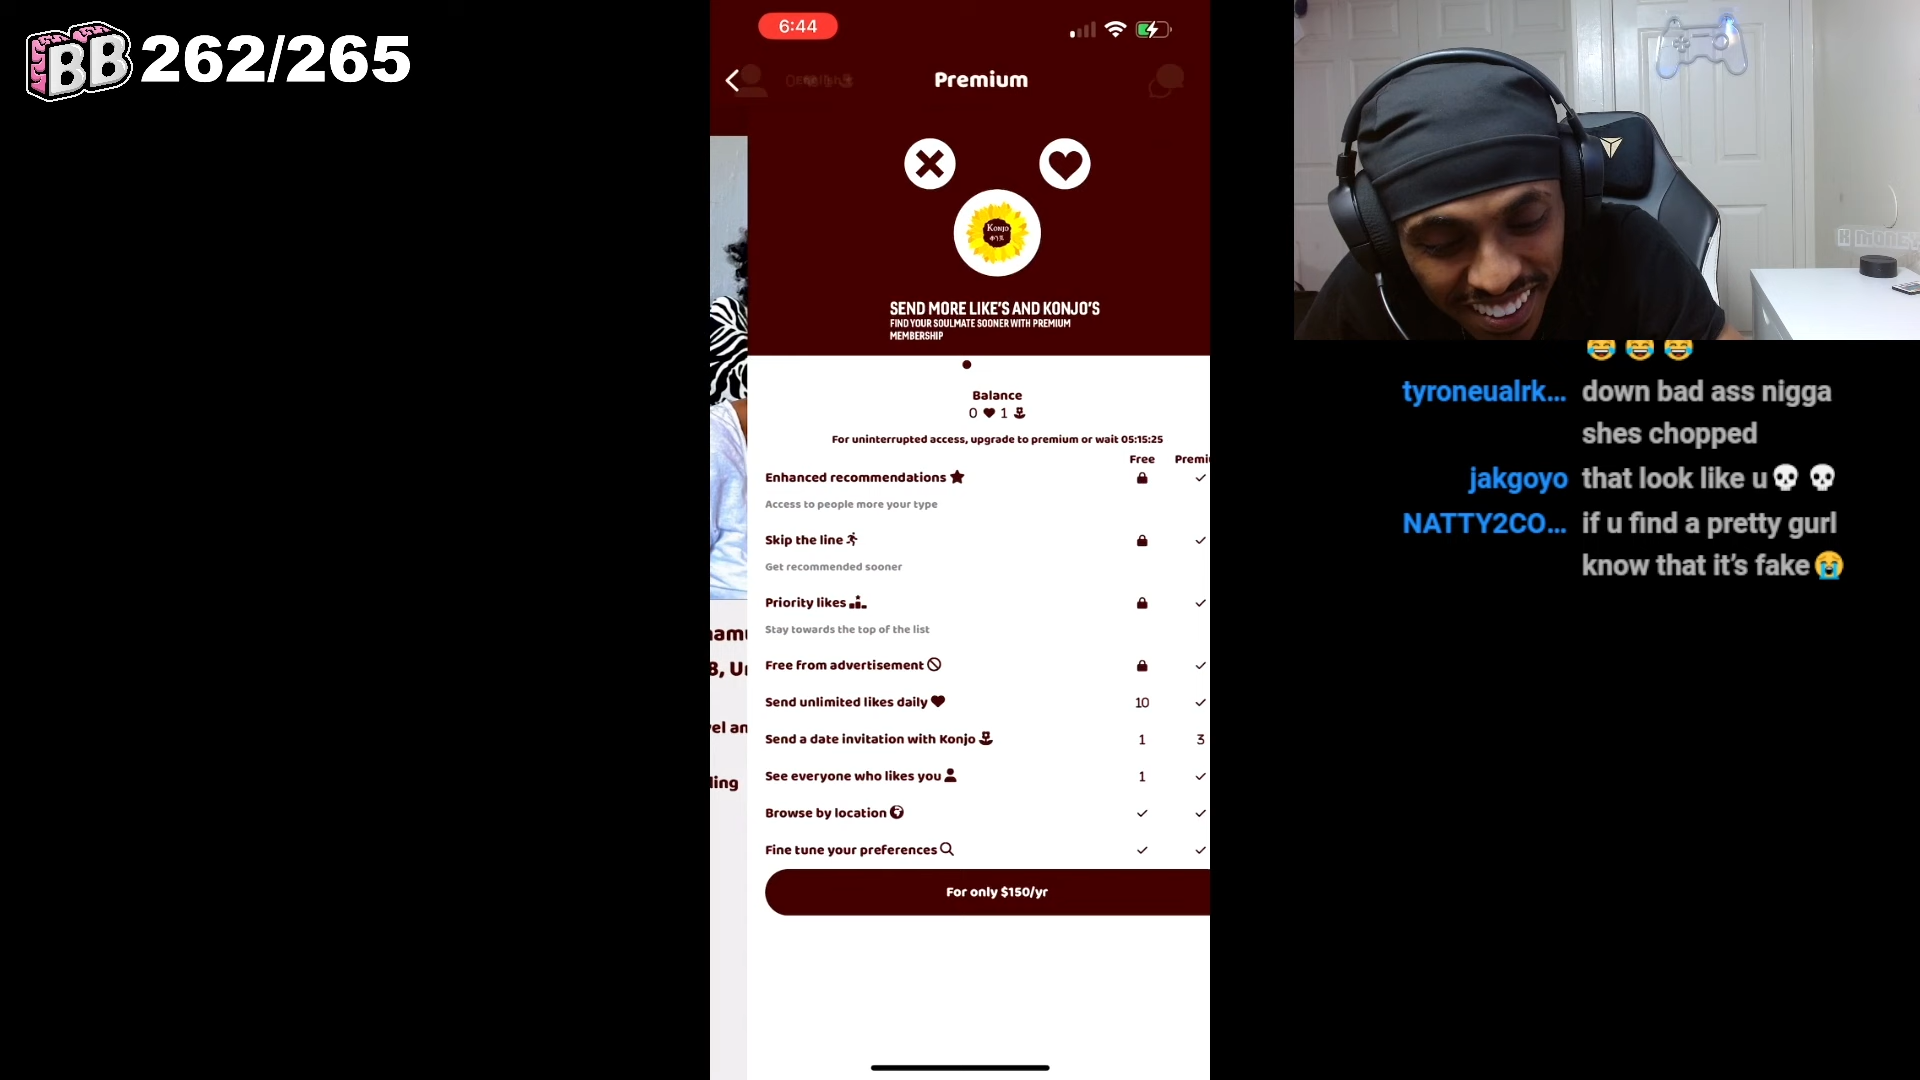 BB 262/265
6:44
Premium
KONJO
ቆንጆ
SEND MORE LIKE'S AND KONJO'S
FIND YOUR SOULMATE SOONER WITH PREMIUM
MEMBERSHIP
Balance
0 1
For uninterrupted access, upgrade to premium or wait 05:15:25
Free Premi
Enhanced recommendations
Access to people more your type
Skip the line
Get recommended sooner
Priority likes
Stay towards the top of the list
Free from advertisement
Send unlimited likes daily 10
Send a date invitation with Konjo 1 3
See everyone who likes you 1
Browse by location
Fine tune your preferences
For only $150/yr
8, U
ling
😂 😂 😂
tyroneualrk... down bad ass nigga
shes chopped
jakgoyo that look like u💀 💀
NATTY2CO... if u find a pretty gurl
know that it's fake😭